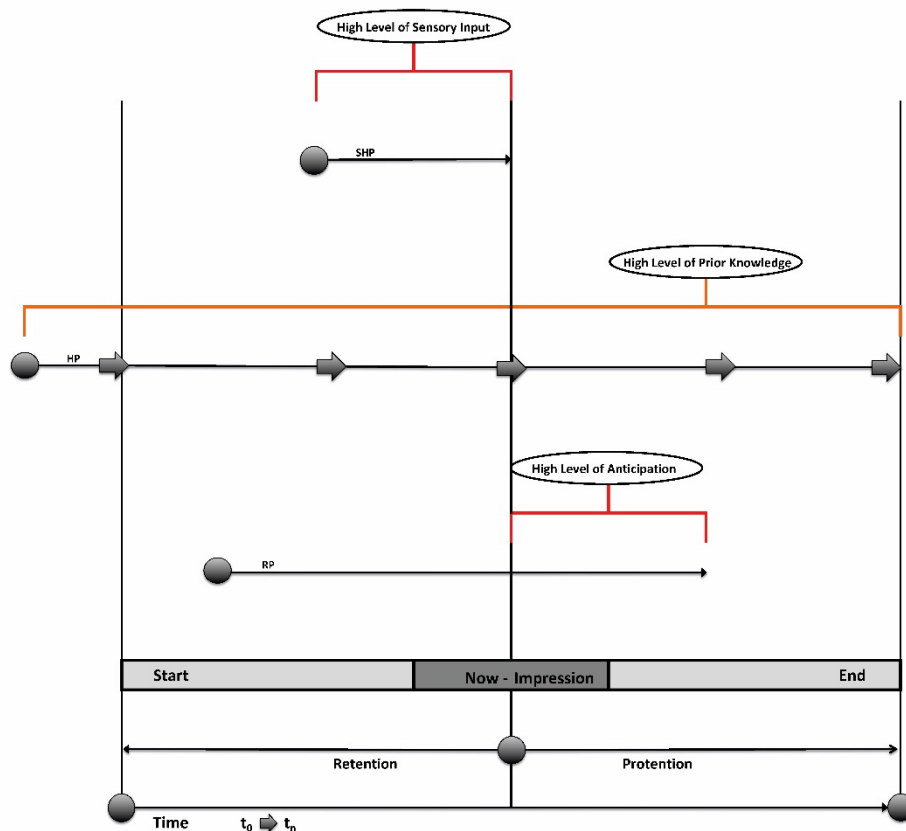 High Level of Sensory Input
SHP
High Level of Prior Knowledge
HP
High Level of Anticipation
RP
Start Now - Impression End
Retention Protention
Time t₀ ⇒ tₙ